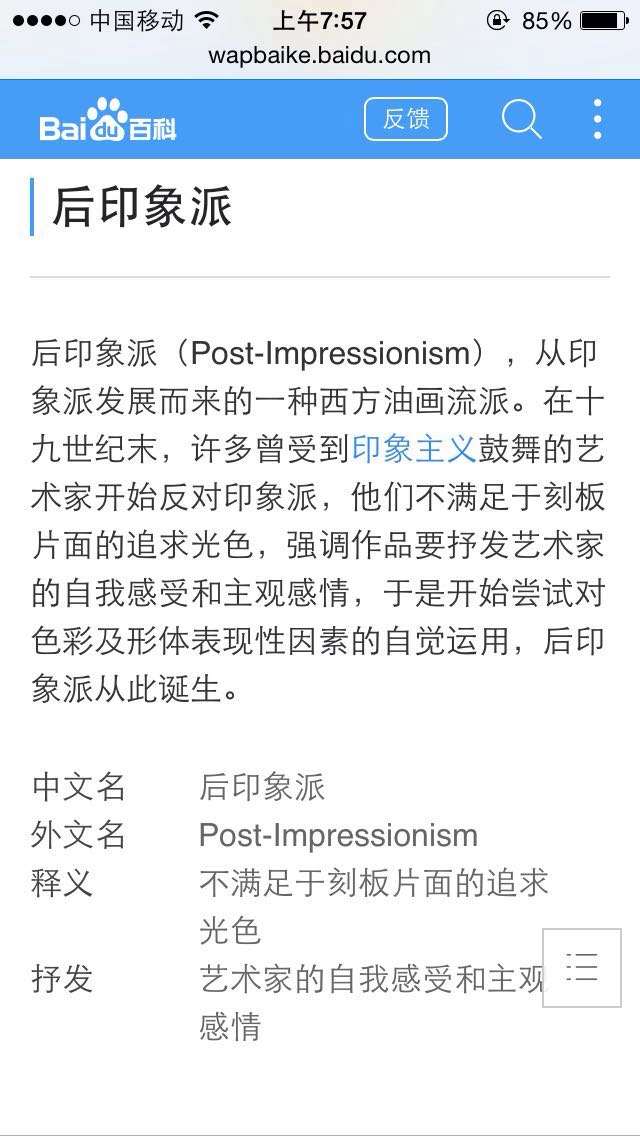 中国移动 上午7:57 85%
wapbaike.baidu.com
Bai du 百科 反馈
后印象派
后印象派（Post-Impressionism），从印
象派发展而来的一种西方油画流派。在十
九世纪末，许多曾受到印象主义鼓舞的艺
术家开始反对印象派，他们不满足于刻板
片面的追求光色，强调作品要抒发艺术家
的自我感受和主观感情，于是开始尝试对
色彩及形体表现性因素的自觉运用，后印
象派从此诞生。
中文名 后印象派
外文名 Post-Impressionism
释义 不满足于刻板片面的追求
光色
抒发 艺术家的自我感受和主观
感情